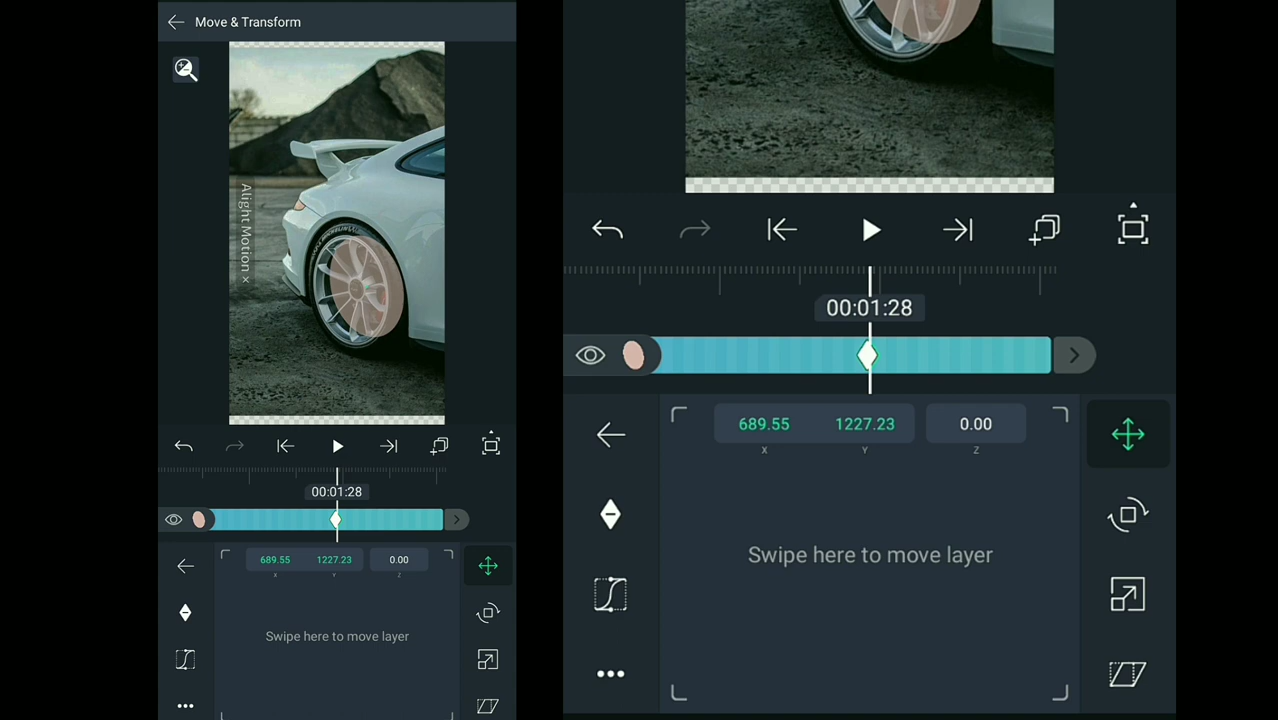 Move & Transform
Alight Motion ×
00:01:28
689.55 1227.23 0.00
X Y Z
Swipe here to move layer
00:01:28
689.55 1227.23 0.00
X Y Z
Swipe here to move layer